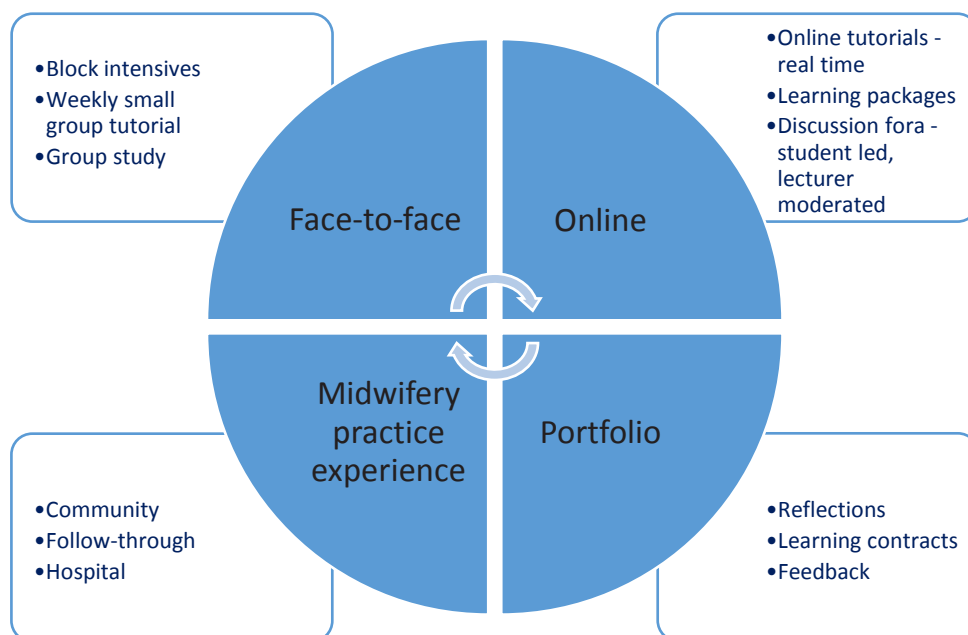 •Block intensives
•Weekly small
group tutorial
•Group study
•Online tutorials -
real time
•Learning packages
•Discussion fora -
student led,
lecturer
moderated
Face-to-face
Online
Midwifery
practice
experience
Portfolio
•Community
•Follow-through
•Hospital
•Reflections
•Learning contracts
•Feedback